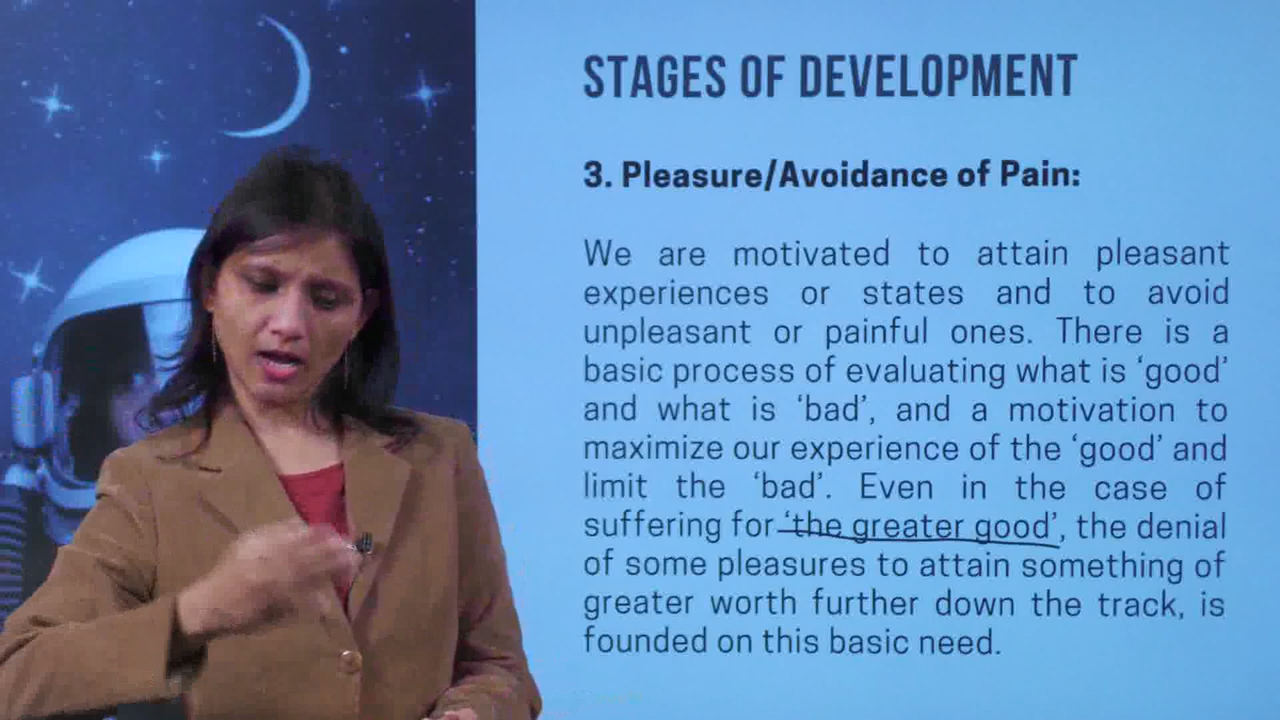 STAGES OF DEVELOPMENT
3. Pleasure/Avoidance of Pain:
We are motivated to attain pleasant
experiences or states and to avoid
unpleasant or painful ones. There is a
basic process of evaluating what is ‘good’
and what is ‘bad’, and a motivation to
maximize our experience of the ‘good’ and
limit the ‘bad’. Even in the case of
suffering for ‘the greater good’, the denial
of some pleasures to attain something of
greater worth further down the track, is
founded on this basic need.